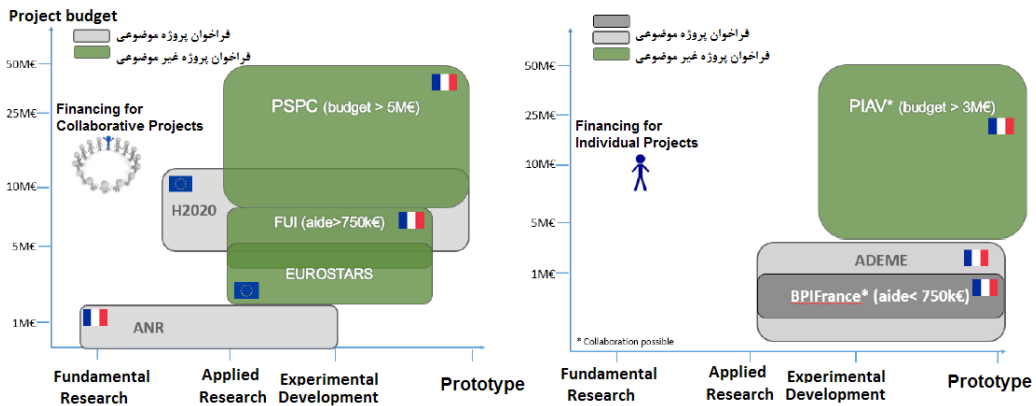 Project budget
فراخوان پروژه موضوعی
فراخوان پروژه غیر موضوعی
50M€
25M€
10M€
5M€
1M€
Financing for
Collaborative Projects
PSPC (budget > 5M€)
H2020
FUI (aide>750k€)
EUROSTARS
ANR
Fundamental
Research
Applied
Research
Experimental
Development
Prototype
فراخوان پروژه موضوعی
فراخوان پروژه غیر موضوعی
50M€
25M€
10M€
5M€
1M€
Financing for
Individual Projects
PIAV* (budget > 3M€)
ADEME
BPIFrance* (aide< 750k€)
* Collaboration possible
Fundamental
Research
Applied
Research
Experimental
Development
Prototype